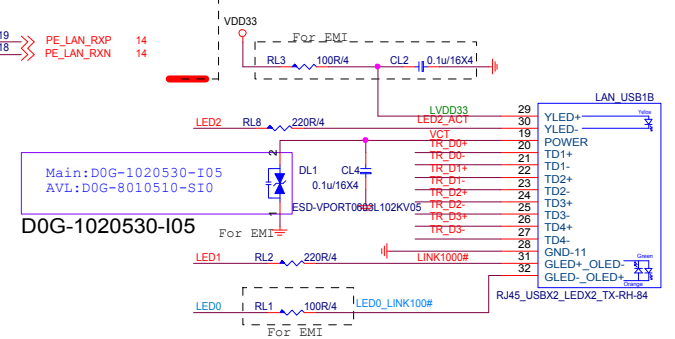 19 PE_LAN_RXP 14
18 PE_LAN_RXN 14
VDD33
For EMI
RL3 100R/4 CL2 0.1u/16X4
LAN_USB1B
LVDD33 29 YLED+ Yellow
LED2 RL8 220R/4 LED2_ACT 30 YLED-
VCT 19 POWER
TR_D0+ 20 TD1+
TR_D0- 21 TD1-
TR_D1+ 22 TD2+
TR_D1- 23 TD2-
TR_D2+ 24 TD3+
TR_D2- 25 TD3-
TR_D3+ 26 TD4+
TR_D3- 27 TD4-
28 GND-11
2
Main:D0G-1020530-I05 DL1 CL4
AVL:D0G-8010510-SI0 0.1u/16X4
1 ESD-VPORT0603L102KV05
D0G-1020530-I05 For EMI
LED1 RL2 220R/4 LINK1000# 31 GLED+_OLED- Green
32 GLED-_OLED+ Orange
RJ45_USBX2_LEDX2_TX-RH-84
LED0 RL1 100R/4 LED0_LINK100#
For EMI